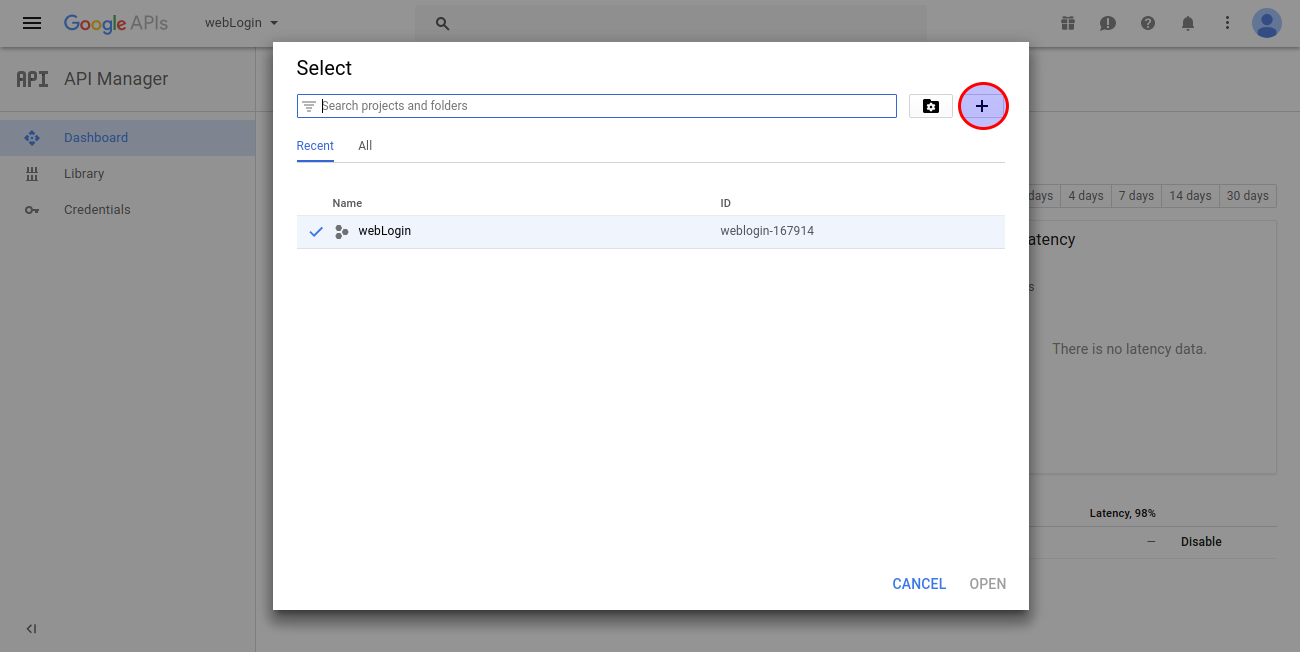 Google APIs webLogin
API API Manager
Select
Search projects and folders
Dashboard
Recent All
Library
Credentials
days 4 days 7 days 14 days 30 days
Name ID
webLogin weblogin-167914
atency
s
There is no latency data.
Latency, 98%
— Disable
CANCEL OPEN